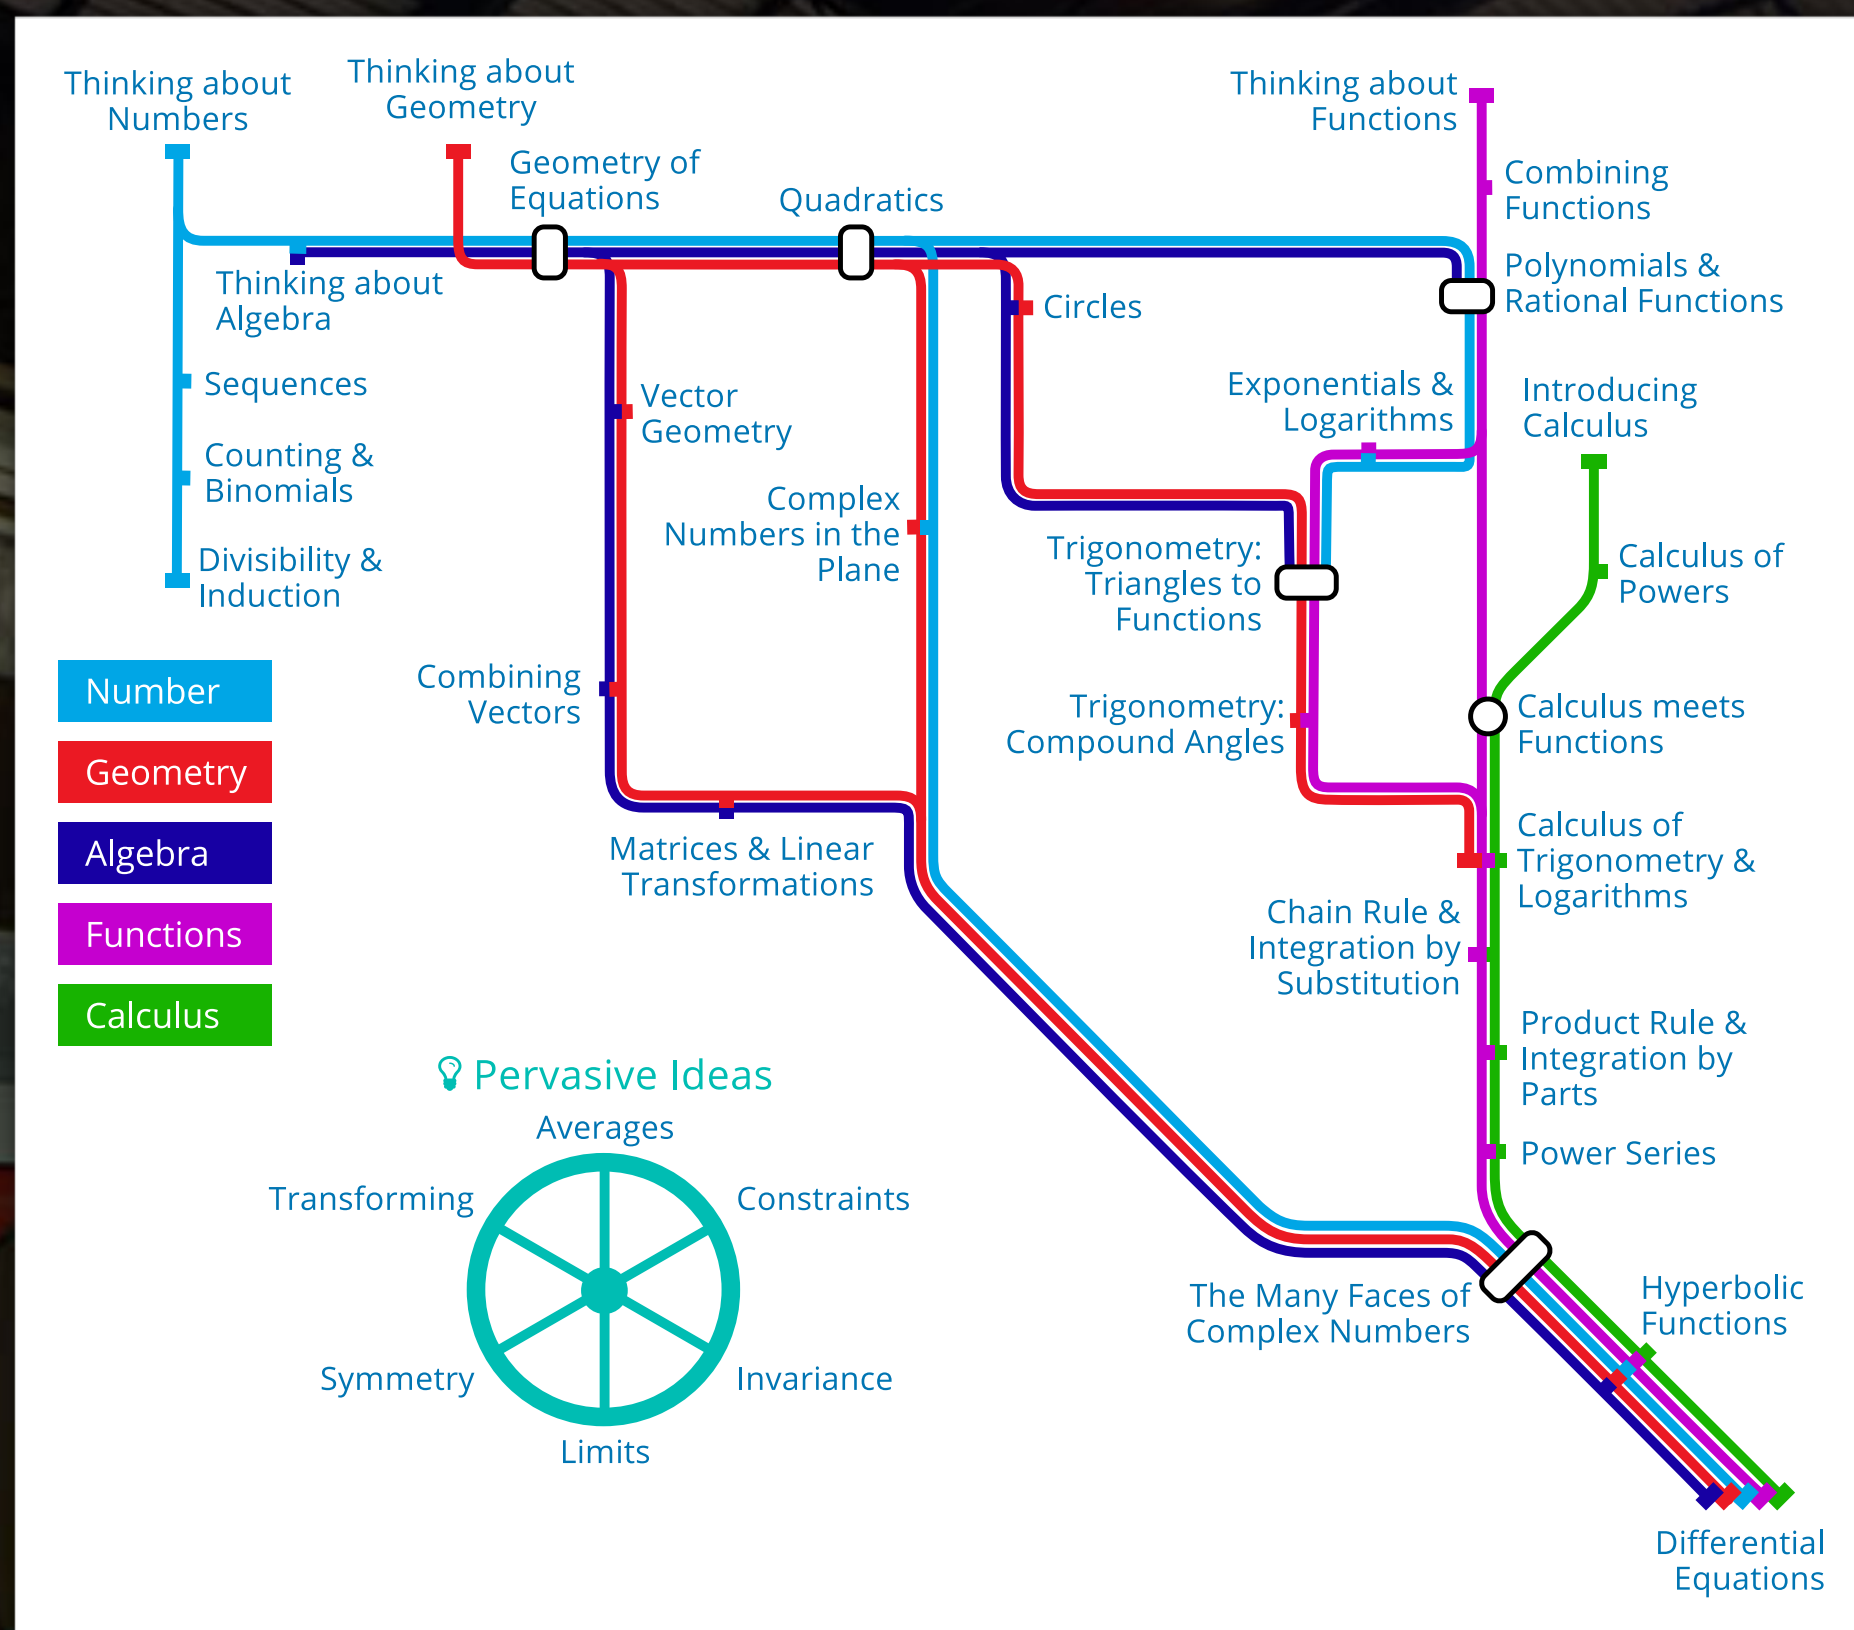 Thinking about
Numbers
Thinking about
Geometry
Geometry of
Equations
Quadratics
Thinking about
Functions
Combining
Functions
Polynomials &
Rational Functions
Thinking about
Algebra
Circles
Sequences
Vector
Geometry
Exponentials &
Logarithms
Introducing
Calculus
Counting &
Binomials
Complex
Numbers in the
Plane
Divisibility &
Induction
Trigonometry:
Triangles to
Functions
Calculus of
Powers
Number
Geometry
Algebra
Functions
Calculus
Combining
Vectors
Trigonometry:
Compound Angles
Calculus meets
Functions
Matrices & Linear
Transformations
Calculus of
Trigonometry &
Logarithms
Chain Rule &
Integration by
Substitution
Product Rule &
Integration by
Parts
Power Series
Pervasive Ideas
Averages
Transforming
Constraints
Symmetry
Invariance
Limits
The Many Faces of
Complex Numbers
Hyperbolic
Functions
Differential
Equations